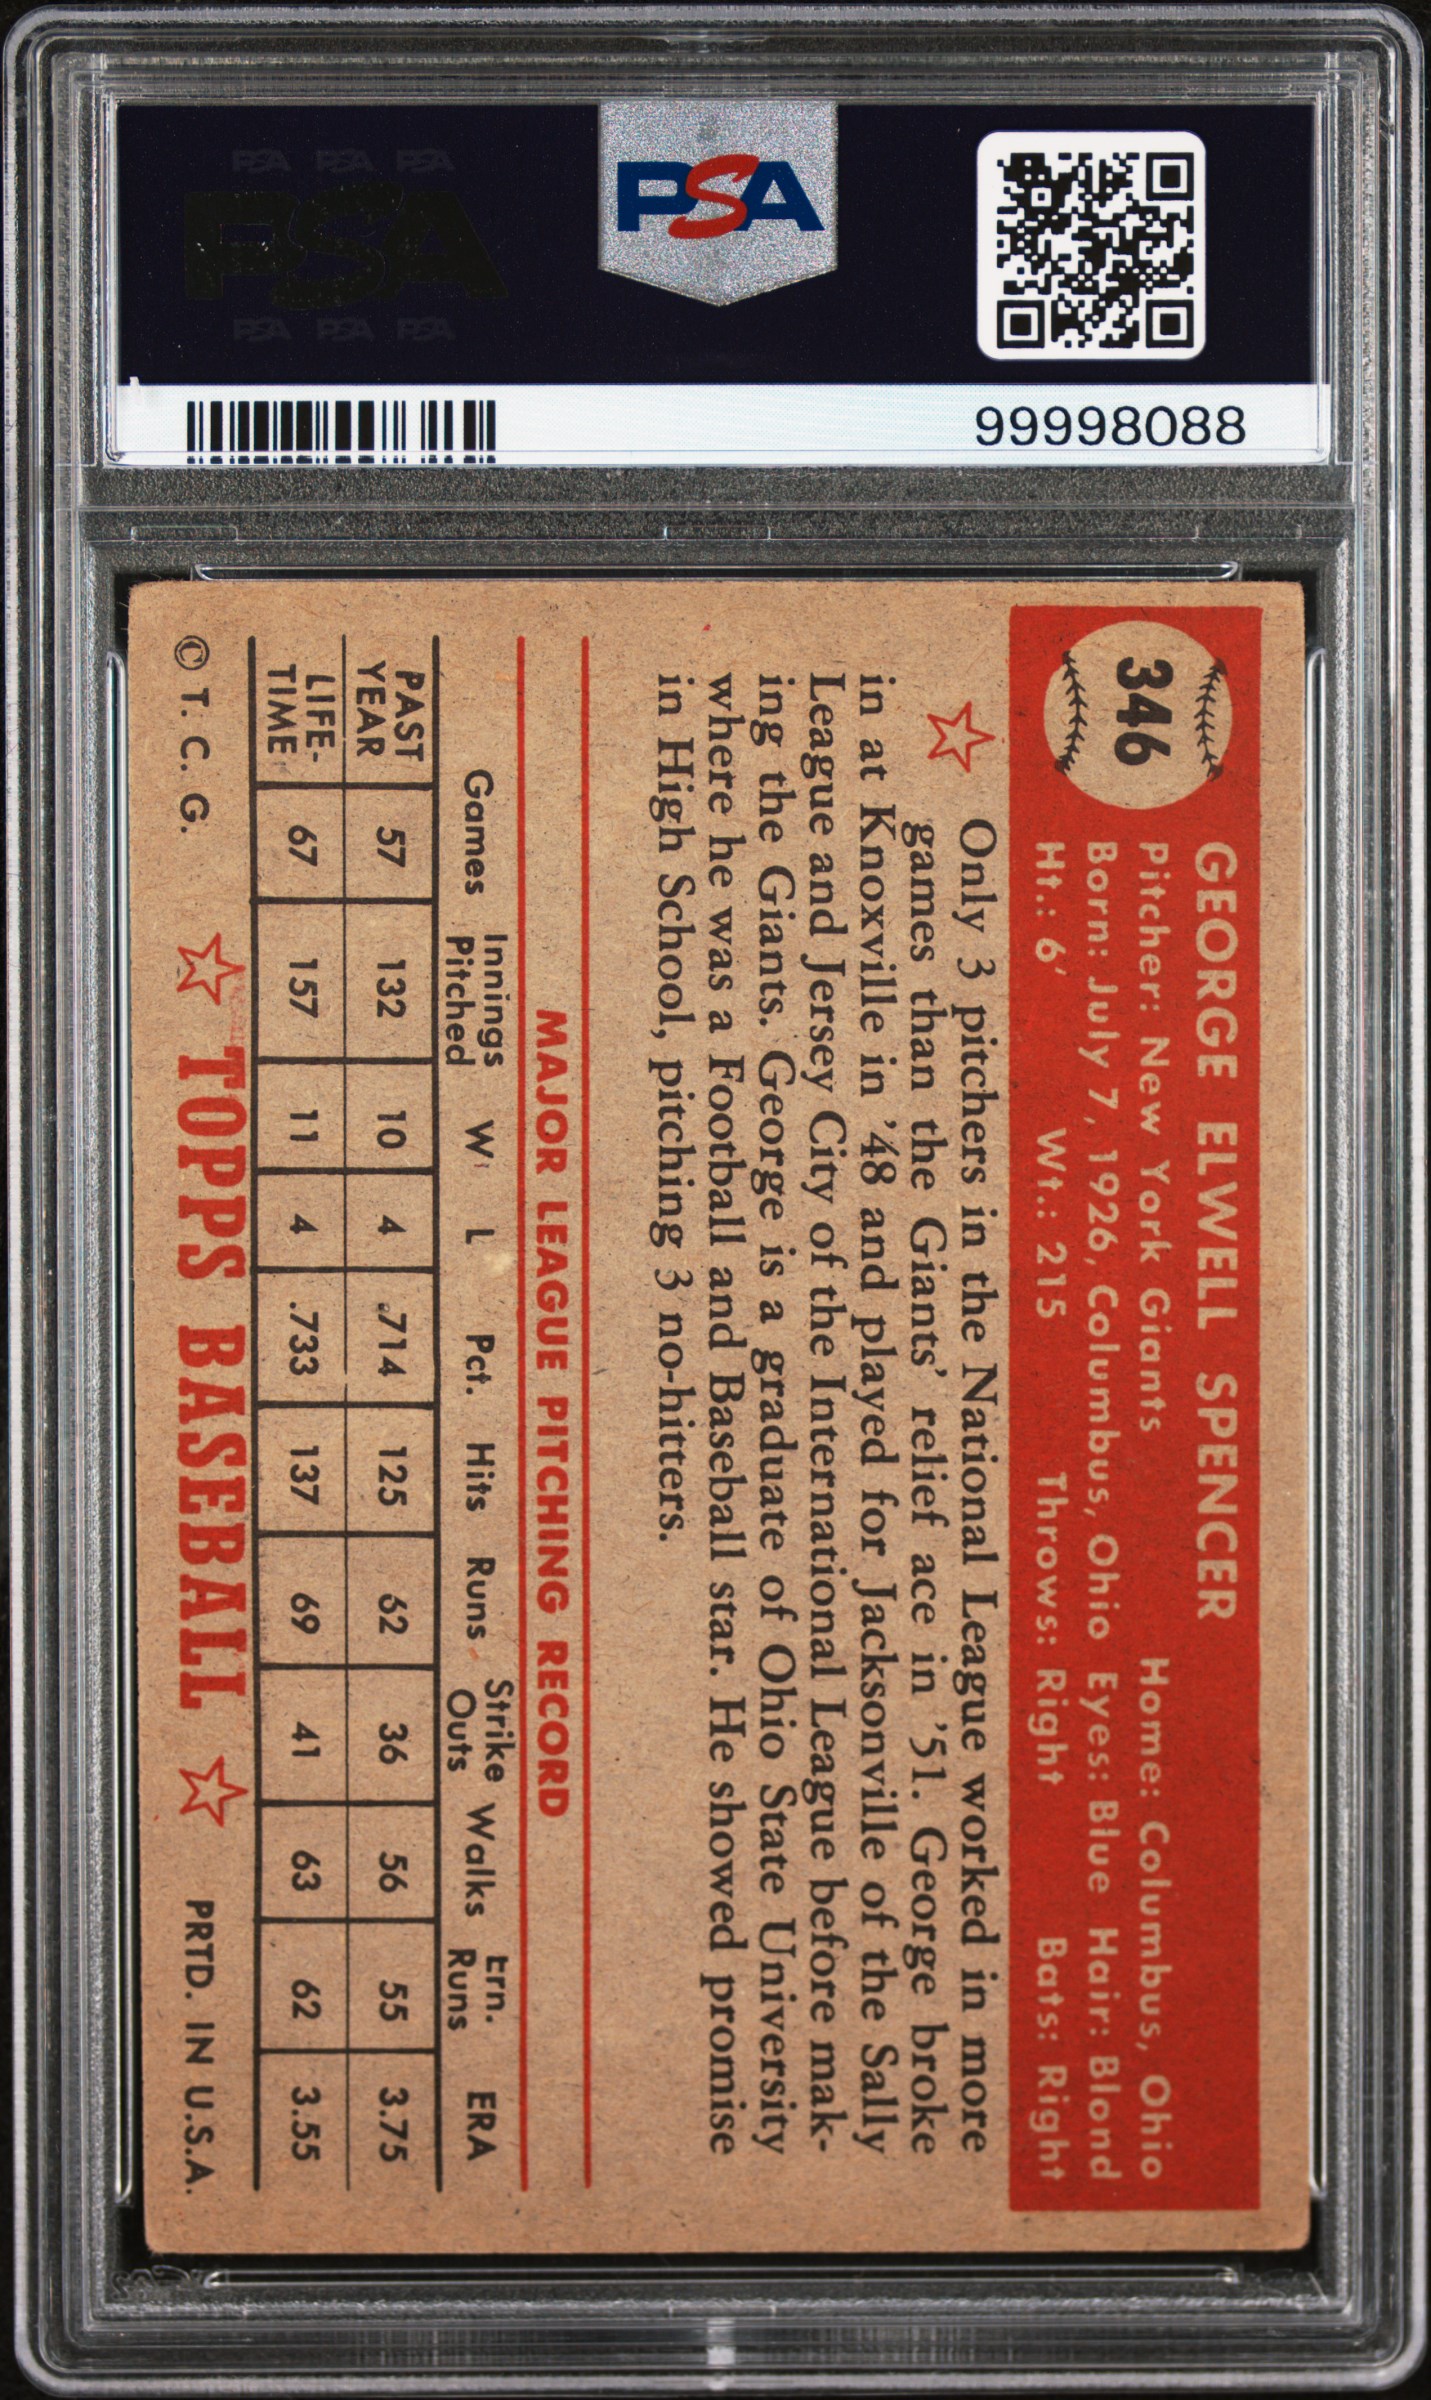 PSA PSA PSA
PSA
PSA PSA PSA
PSA
99998088
346
GEORGE ELWELL SPENCER
Pitcher: New York Giants Home: Columbus, Ohio
Born: July 7, 1926, Columbus, Ohio Eyes: Blue Hair: Blond
Ht.: 6' Wt.: 215 Throws: Right Bats: Right
Only 3 pitchers in the National League worked in more
games than the Giants' relief ace in '51. George broke
in at Knoxville in '48 and played for Jacksonville of the Sally
League and Jersey City of the International League before mak-
ing the Giants. George is a graduate of Ohio State University
where he was a Football and Baseball star. He showed promise
in High School, pitching 3 no-hitters.
MAJOR LEAGUE PITCHING RECORD
Games Innings Pitched W L Pct. Hits Runs Strike Outs Walks Ern. Runs ERA
PAST YEAR 57 132 10 4 .714 125 62 36 56 55 3.75
LIFE-TIME 67 157 11 4 .733 137 69 41 63 62 3.55
© T. C. G. TOPPS BASEBALL PRTD. IN U.S.A.